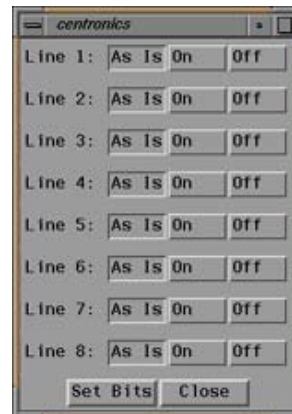 centronics
Line 1: As Is On Off
Line 2: As Is On Off
Line 3: As Is On Off
Line 4: As Is On Off
Line 5: As Is On Off
Line 6: As Is On Off
Line 7: As Is On Off
Line 8: As Is On Off
Set Bits Close